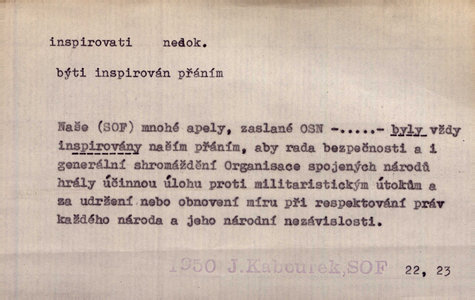 inspirovati nedok.
býti inspirován přáním
Naše (SOF) mnohé apely, zaslané OSN -.....- byly vždy
inspirovány naším přáním, aby rada bezpečnosti a i
generální shromáždění Organisace spojených národů
hrály účinnou úlohu proti militaristickým útokům a
za udržení nebo obnovení míru při respektování práv
každého národa a jeho národní nezávislosti.
1950 J.Kabourek,SOF 22, 23